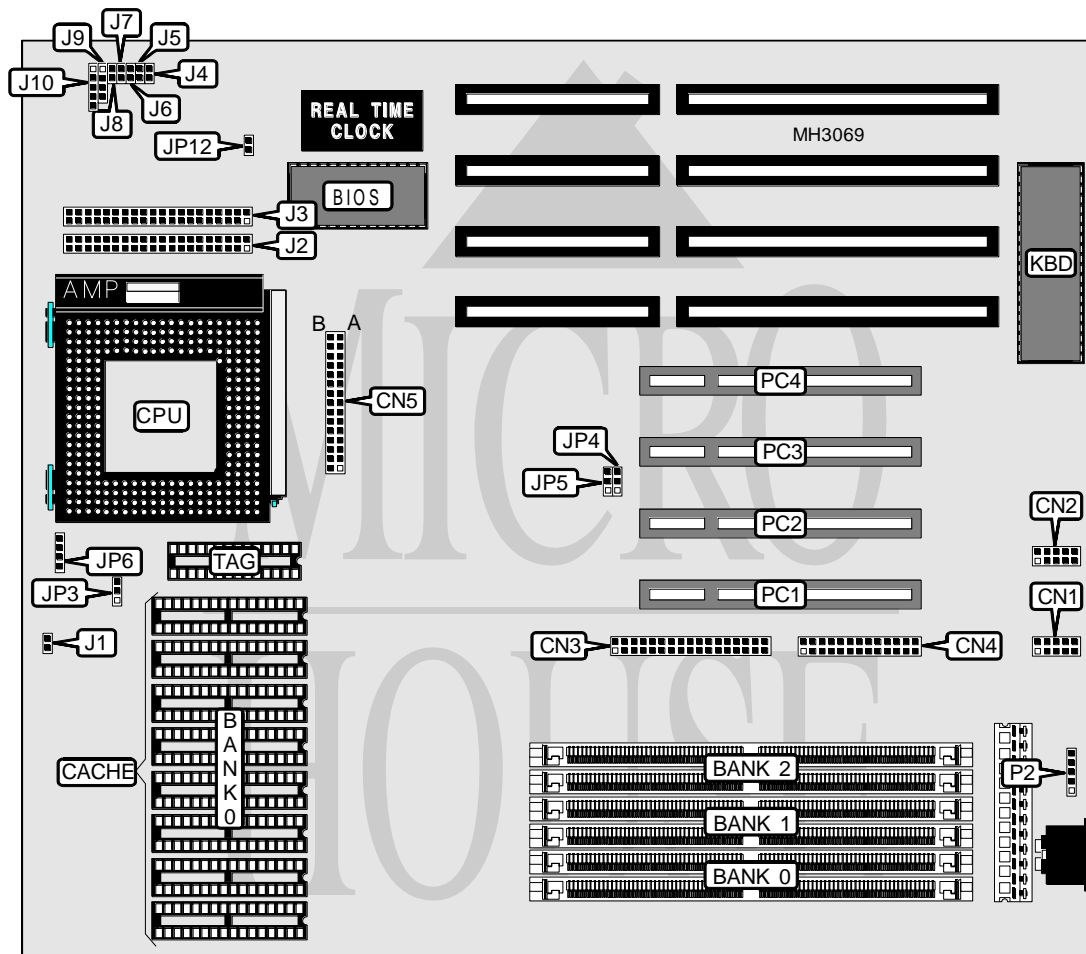 J7
J9
J5
J10
J4
J8
J6
REAL TIME
CLOCK
JP12
MH3069
BIOS
J3
J2
KBD
AMP
B A
CPU
CN5
PC4
JP4
JP5
PC3
CN2
PC2
JP6
TAG
JP3
PC1
CN1
J1
CN3
CN4
BANK 0
CACHE
BANK 2
P2
BANK 1
BANK 0
MICRO
HOUSE